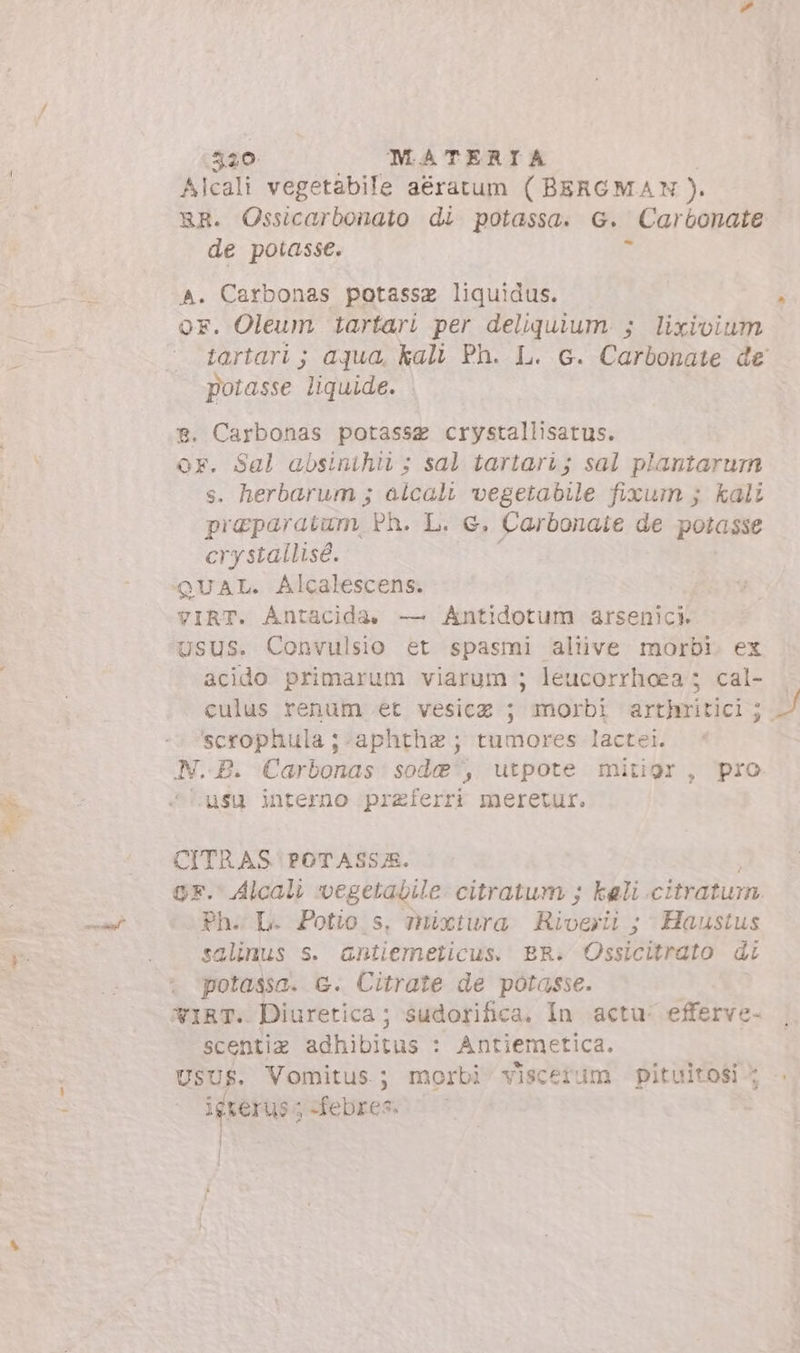 320 MATERIA
Alcali vegetabile aëratum (BERGMAN).
BR. Ossicarbonato di potassa. G. Carbonate
de potasse.
A. Carbonas potassæ liquidus.
OF. Oleum tartari per deliquium ; lixivium
tartari ; aqua kali Ph. L. G. Carbonate de
potasse liquide.
B. Carbonas potassæ crystallisatus.
OF. Sal absinthii ; sal tartari ; sal plantarum
s. herbarum ; alcali vegetabile fixum ; kali
præparatum Ph. L. G. Carbonate de potasse
crystallisé.
QUAL. Alcalescens.
VIRT. Antacida. — Antidotum arsenici.
USUS. Convulsio et spasmi aliive morbi ex
acido primarum viarum ; leucorrhœa ; cal-
culus renum et vesicæ ; morbi arthritici ;
scrophula ; aphthæ ; tumores lactei.
N. B. Carbonas sodæ , utpote mitior , pro
usu interno præferri meretur.
CITRAS POTASSÆ.
OF. Alcali vegetabile citratum ; kali citratum
Ph. L. Potio s. mixtura Riverii ; Haustus
salinus s. antiemeticus. BR. Ossicitrato di
potassa. G. Citrate de potasse.
VIRT. Diuretica ; sudorifica. In actu efferve-
scentiæ adhibitus : Antiemetica.
USUS. Vomitus ; morbi viscerum pituitosi ;
icterus ; febres.